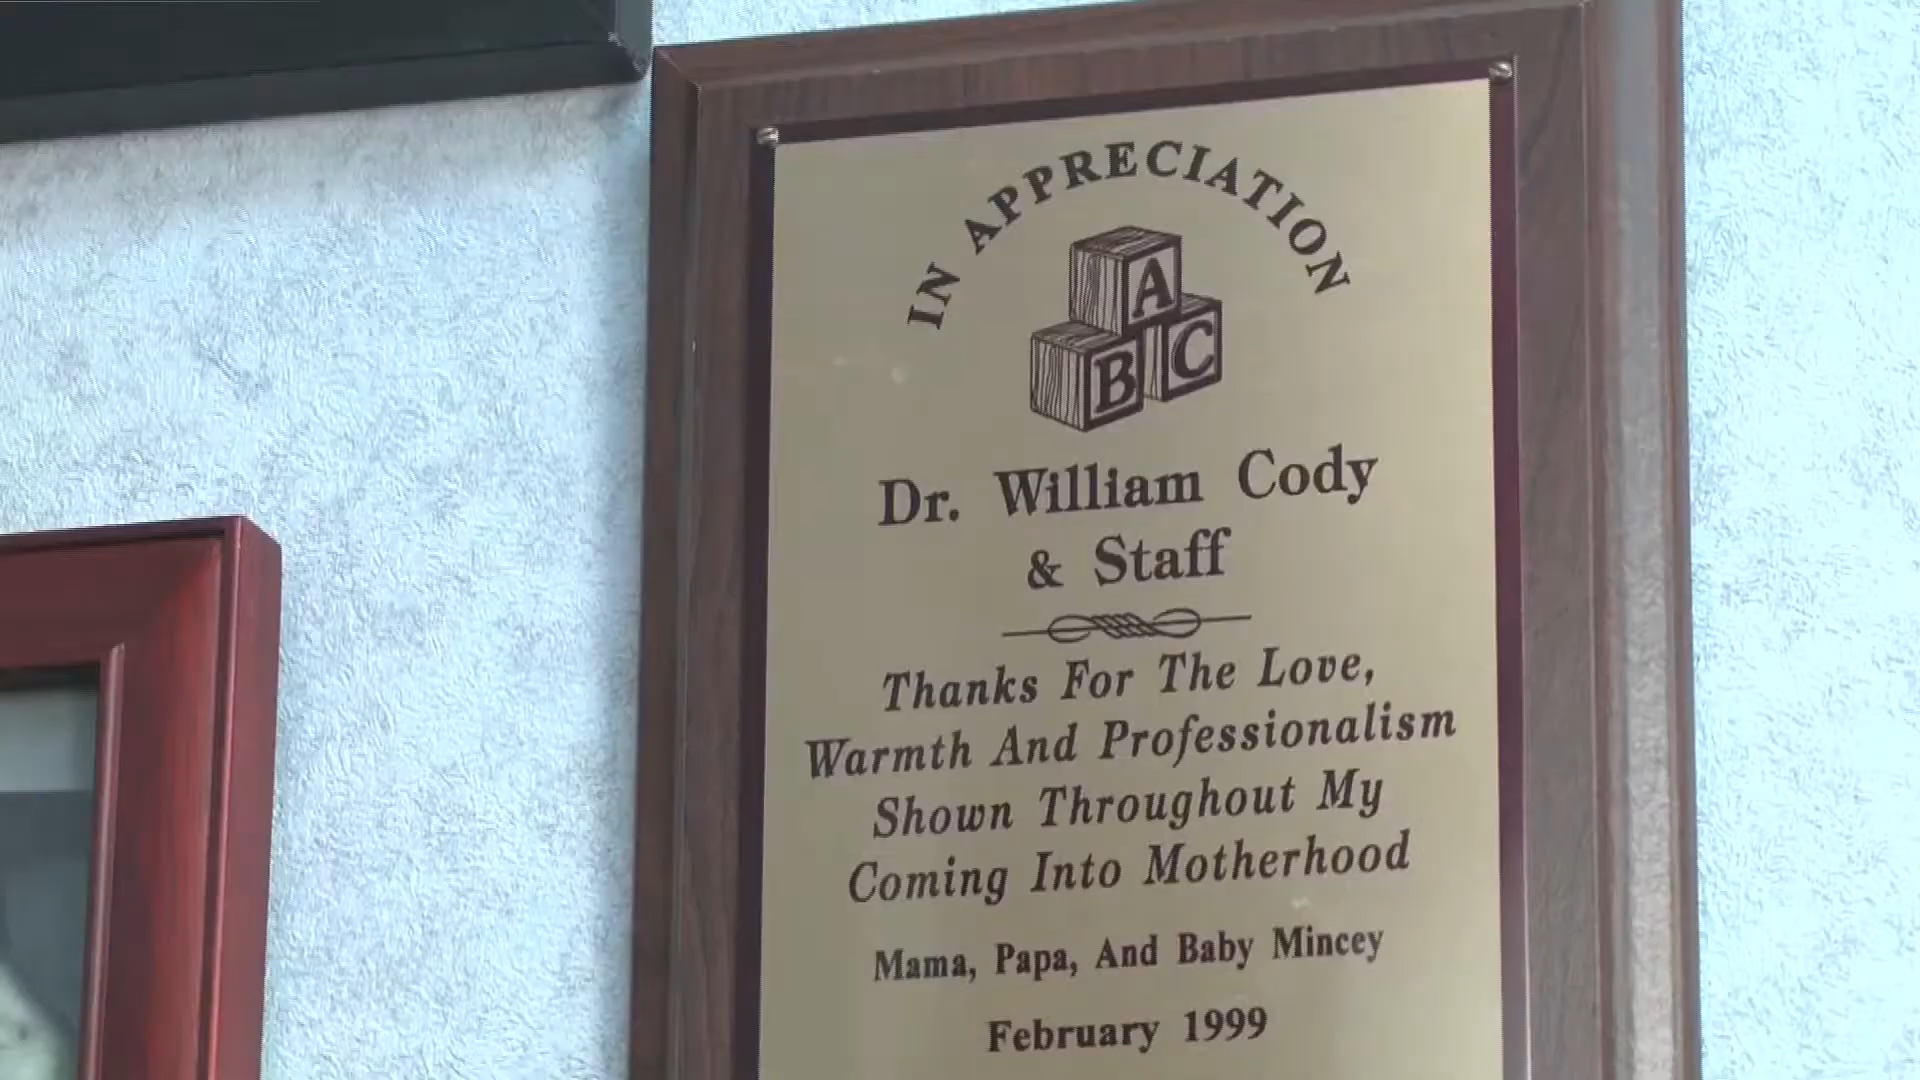 IN APPRECIATION
A
B C
Dr. William Cody
& Staff
Thanks For The Love,
Warmth And Professionalism
Shown Throughout My
Coming Into Motherhood
Mama, Papa, And Baby Mincey
February 1999